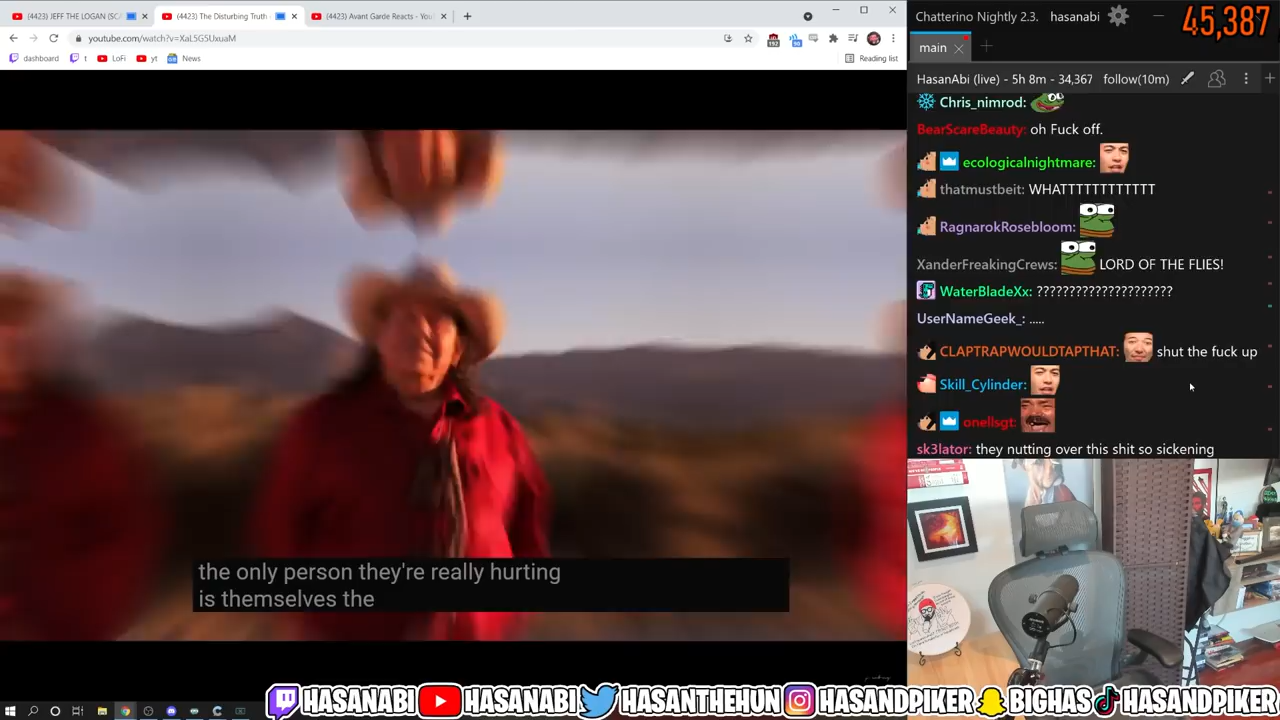 (4423) JEFF THE LOGAN (SC
(4423) The Disturbing Truth -
(4423) Avant Garde Reacts - You
youtube.com/watch?v=XaL5G5UxuaM
192
dashboard
t
LoFi
yt
News
Reading list
the only person they're really hurting
is themselves the
Chatterino Nightly 2.3.
hasanabi
45,387
main
HasanAbi (live) - 5h 8m - 34,367
follow(10m)
Chris_nimrod:
BearScareBeauty: oh Fuck off.
ecologicalnightmare:
thatmustbeit: WHATTTTTTTTTTTT
RagnarokRosebloom:
XanderFreakingCrews: LORD OF THE FLIES!
WaterBladeXx: ?????????????????????
UserNameGeek_: .....
CLAPTRAPWOULDTAPTHAT: shut the fuck up
Skill_Cylinder:
onellsgt:
sk3lator: they nutting over this shit so sickening
HASANABI HASANABI HASANTHEHUN HASANDPIKER BIGHAS HASANDPIKER